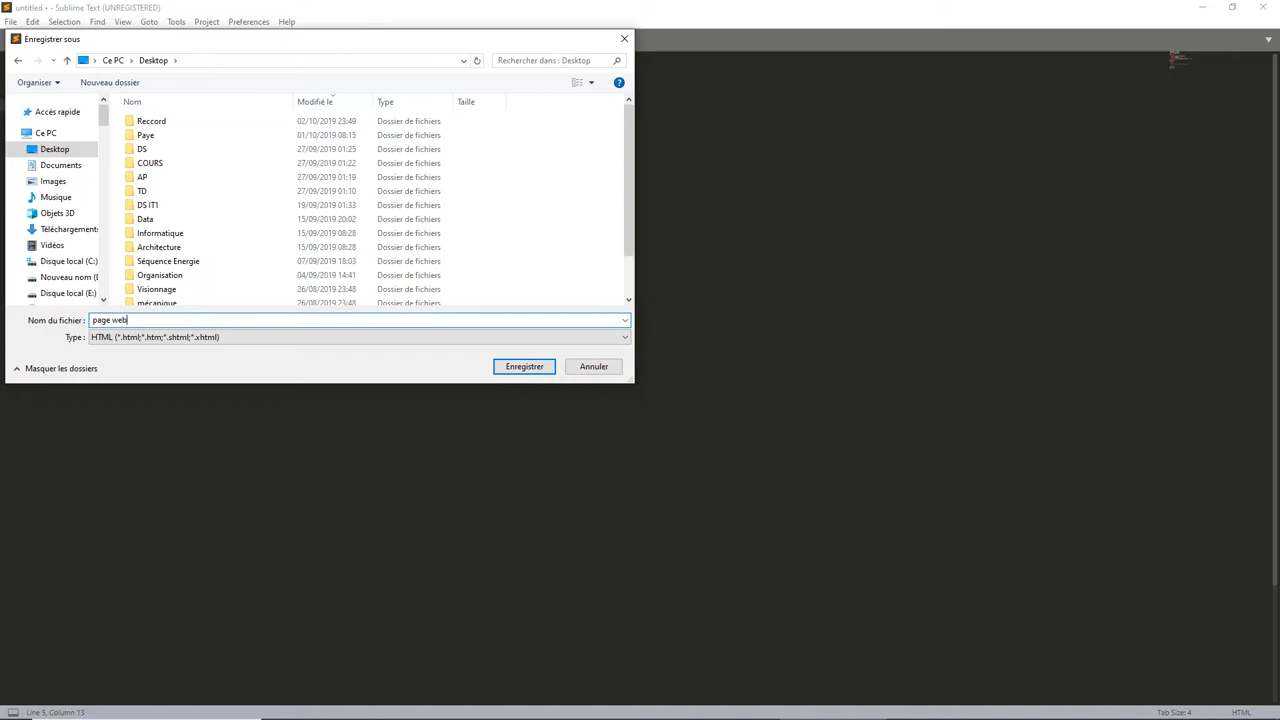 untitled • - Sublime Text (UNREGISTERED)
File Edit Selection Find View Goto Tools Project Preferences Help
Enregistrer sous
Ce PC Desktop
Rechercher dans : Desktop
Organiser Nouveau dossier
Nom Modifié le Type Taille
Accès rapide
Ce PC
Desktop
Documents
Images
Musique
Objets 3D
Téléchargements
Vidéos
Disque local (C:)
Nouveau nom (D
Disque local (E:)
Reccord 02/10/2019 23:49 Dossier de fichiers
Paye 01/10/2019 08:15 Dossier de fichiers
DS 27/09/2019 01:25 Dossier de fichiers
COURS 27/09/2019 01:22 Dossier de fichiers
AP 27/09/2019 01:19 Dossier de fichiers
TD 27/09/2019 01:10 Dossier de fichiers
DS IT1 19/09/2019 01:33 Dossier de fichiers
Data 15/09/2019 20:02 Dossier de fichiers
Informatique 15/09/2019 08:28 Dossier de fichiers
Architecture 15/09/2019 08:28 Dossier de fichiers
Séquence Energie 07/09/2019 18:03 Dossier de fichiers
Organisation 04/09/2019 14:41 Dossier de fichiers
Visionnage 26/08/2019 23:48 Dossier de fichiers
mécanique 26/08/2019 23:48 Dossier de fichiers
Nom du fichier : page web
Type : HTML (*.html;*.htm;*.shtml;*.xhtml)
Masquer les dossiers
Enregistrer Annuler
Line 5, Column 13
Tab Size: 4 HTML